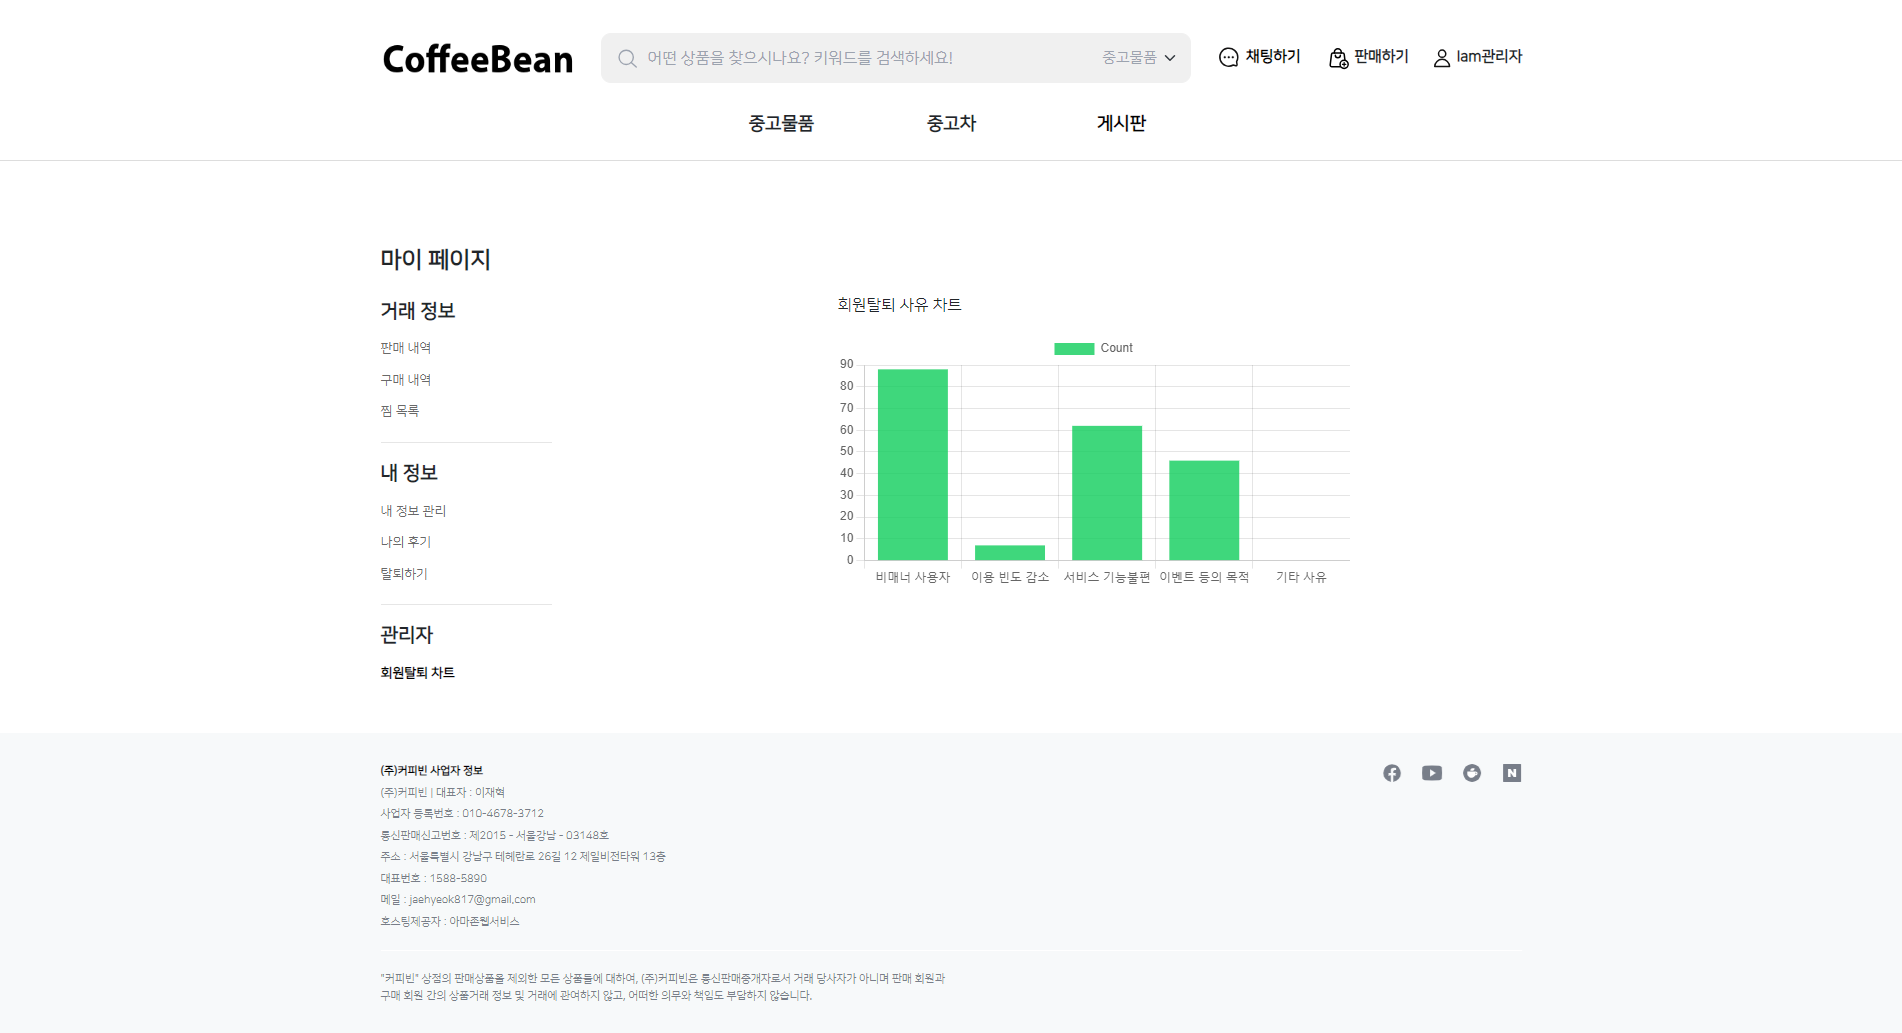 CoffeeBean
어떤 상품을 찾으시나요? 키워드를 검색하세요!
중고물품
채팅하기
판매하기
Iam관리자
중고물품
중고차
게시판
마이 페이지
거래 정보
판매 내역
구매 내역
찜 목록
내 정보
내 정보 관리
나의 후기
탈퇴하기
관리자
회원탈퇴 차트
회원탈퇴 사유 차트
Count
90
80
70
60
50
40
30
20
10
0
비매너 사용자
이용 빈도 감소
서비스 기능불편
이벤트 등의 목적
기타 사유
(주)커피빈 사업자 정보
(주)커피빈 | 대표자 : 이재혁
사업자 등록번호 : 010-4678-3712
통신판매신고번호 : 제2015 - 서울강남 - 03148호
주소 : 서울특별시 강남구 테헤란로 26길 12 제일비전타워 13층
대표번호 : 1588-5890
메일 : jaehyeok817@gmail.com
호스팅제공자 : 아마존웹서비스
N
"커피빈" 상점의 판매상품을 제외한 모든 상품들에 대하여, (주)커피빈은 통신판매중개자로서 거래 당사자가 아니며 판매 회원과
구매 회원 간의 상품거래 정보 및 거래에 관여하지 않고, 어떠한 의무와 책임도 부담하지 않습니다.